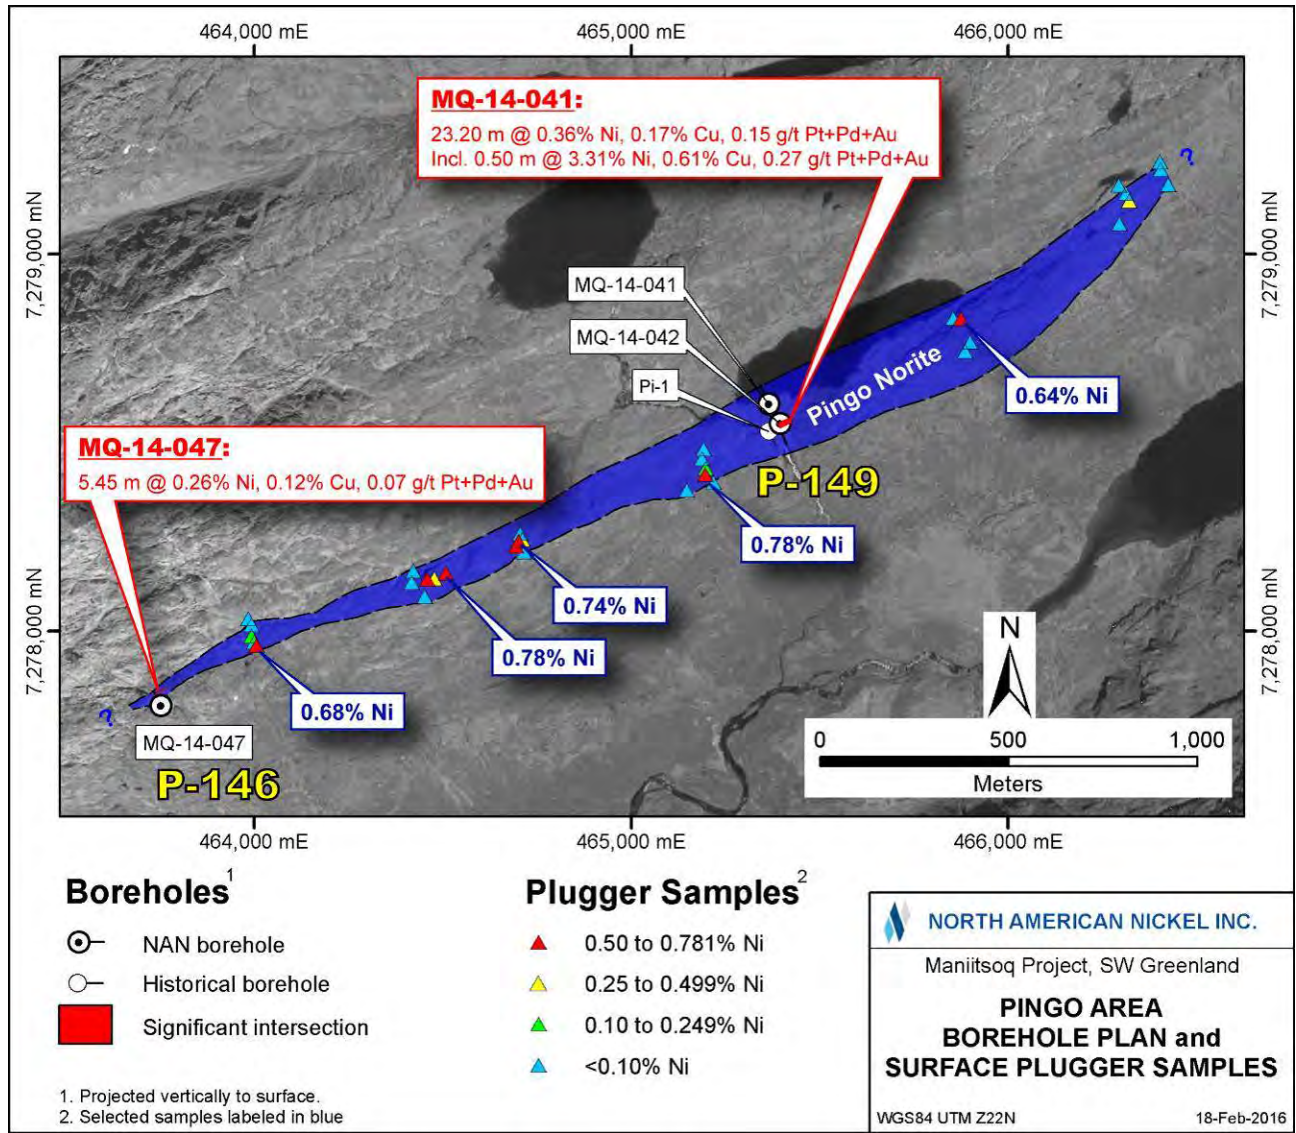 464,000 mE
465,000 mE
466,000 mE
7,279,000 mN
7,279,000 mN
7,278,000 mN
7,278,000 mN
MQ-14-041:
23.20 m @ 0.36% Ni, 0.17% Cu, 0.15 g/t Pt+Pd+Au
Incl. 0.50 m @ 3.31% Ni, 0.61% Cu, 0.27 g/t Pt+Pd+Au
?
MQ-14-041
MQ-14-042
Pi-1
Pingo Norite
0.64% Ni
MQ-14-047:
5.45 m @ 0.26% Ni, 0.12% Cu, 0.07 g/t Pt+Pd+Au
P-149
0.78% Ni
0.74% Ni
0.78% Ni
0.68% Ni
?
MQ-14-047
P-146
N
0 500 1,000
Meters
464,000 mE
465,000 mE
466,000 mE
Boreholes1
NAN borehole
Historical borehole
Significant intersection
1. Projected vertically to surface.
2. Selected samples labeled in blue
Plugger Samples2
0.50 to 0.781% Ni
0.25 to 0.499% Ni
0.10 to 0.249% Ni
<0.10% Ni
NORTH AMERICAN NICKEL INC.
Maniitsoq Project, SW Greenland
PINGO AREA
BOREHOLE PLAN and
SURFACE PLUGGER SAMPLES
WGS84 UTM Z22N 18-Feb-2016